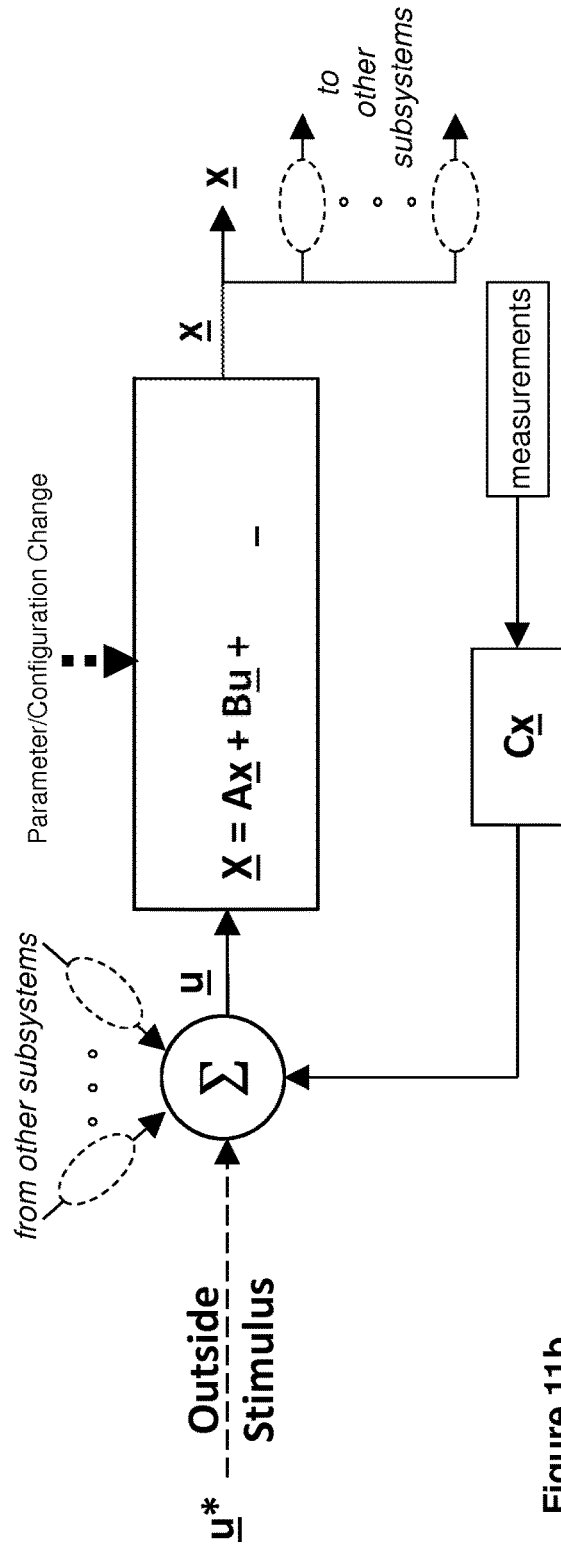 Parameter/Configuration Change
from other subsystems
u*
Outside
Stimulus
Σ
u
X = Ax + Bu + _
x
x
to
other
subsystems
measurements
Cx
Figure 11b